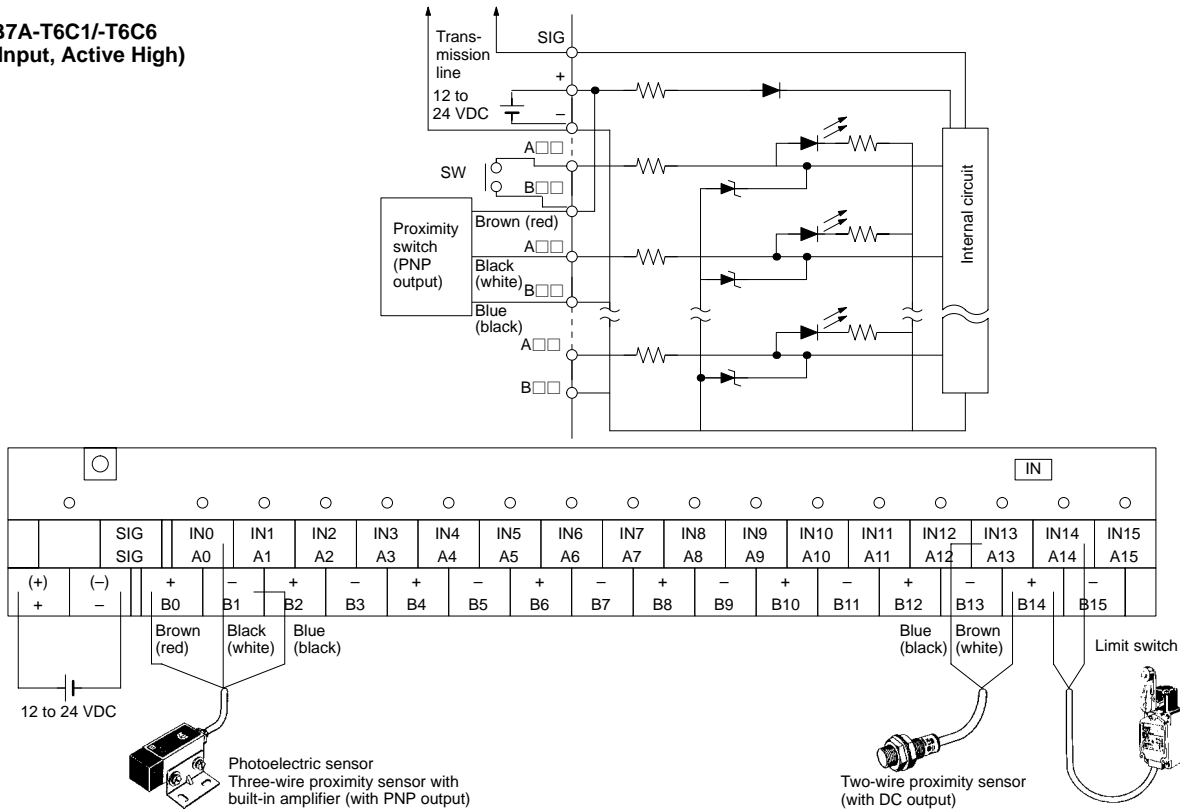 37A-T6C1/-T6C6
Input, Active High)
Trans-
mission
line
SIG
+
12 to
24 VDC
–
A□□
SW
B□□
Brown (red)
Proximity
switch
(PNP
output)
A□□
Black
(white)
B□□
Blue
(black)
A□□
B□□
Internal circuit
IN
SIG IN0 IN1 IN2 IN3 IN4 IN5 IN6 IN7 IN8 IN9 IN10 IN11 IN12 IN13 IN14 IN15
SIG A0 A1 A2 A3 A4 A5 A6 A7 A8 A9 A10 A11 A12 A13 A14 A15
(+) (–) + – + – + – + – + – + – + – + –
+ – B0 B1 B2 B3 B4 B5 B6 B7 B8 B9 B10 B11 B12 B13 B14 B15
Brown
(red)
Black
(white)
Blue
(black)
Blue
(black)
Brown
(white)
Limit switch
12 to 24 VDC
Photoelectric sensor
Three-wire proximity sensor with
built-in amplifier (with PNP output)
Two-wire proximity sensor
(with DC output)